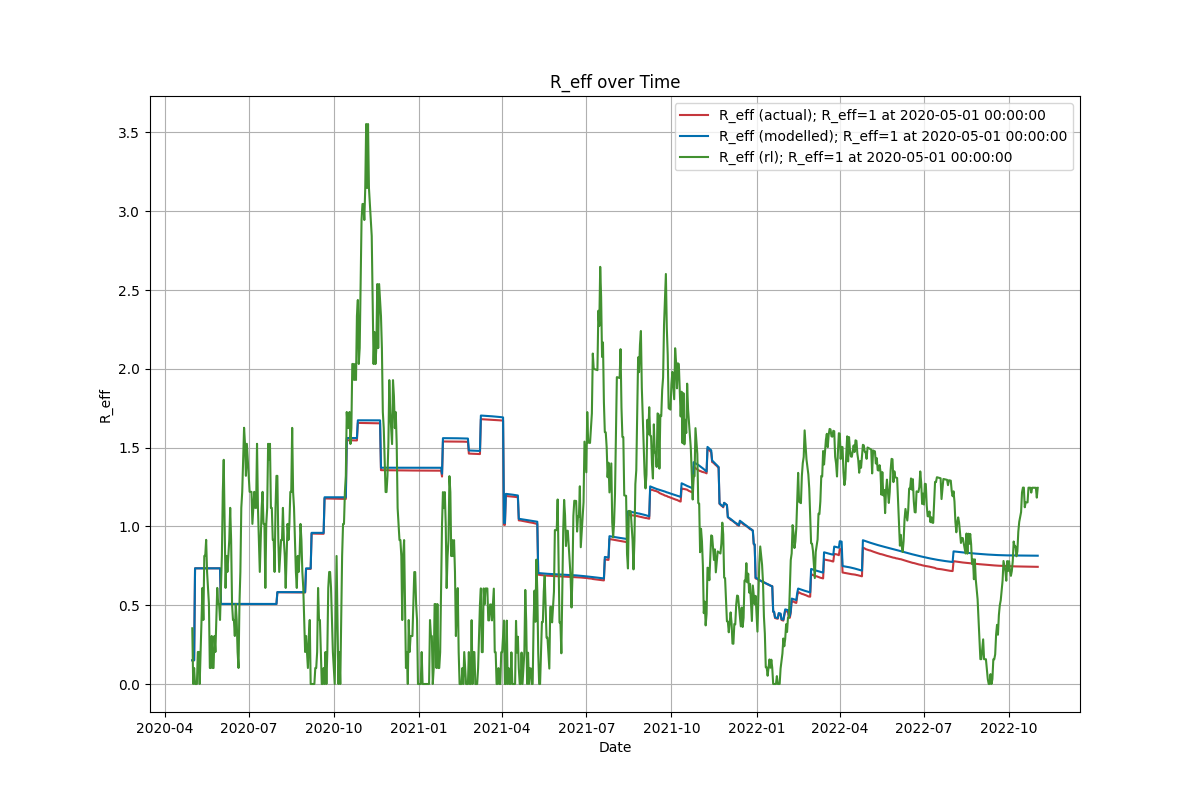 R_eff over Time
R_eff (actual); R_eff=1 at 2020-05-01 00:00:00
R_eff (modelled); R_eff=1 at 2020-05-01 00:00:00
R_eff (rl); R_eff=1 at 2020-05-01 00:00:00
3.5
3.0
2.5
2.0
1.5
1.0
0.5
0.0
R_eff
2020-04 2020-07 2020-10 2021-01 2021-04 2021-07 2021-10 2022-01 2022-04 2022-07 2022-10
Date